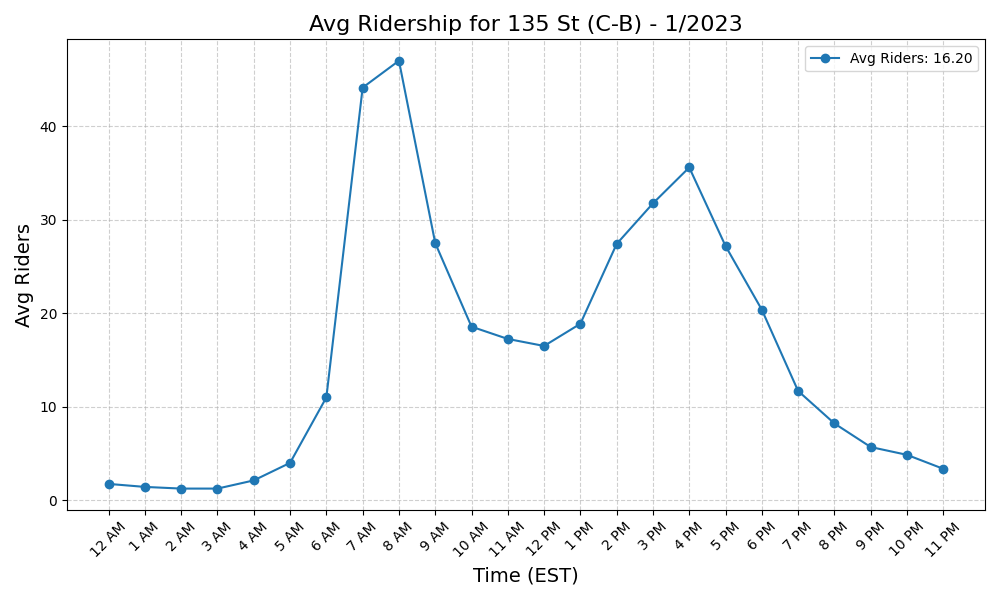 Avg Ridership for 135 St (C-B) - 1/2023
Avg Riders: 16.20
Avg Riders
40
30
20
10
0
12 AM 1 AM 2 AM 3 AM 4 AM 5 AM 6 AM 7 AM 8 AM 9 AM 10 AM 11 AM 12 PM 1 PM 2 PM 3 PM 4 PM 5 PM 6 PM 7 PM 8 PM 9 PM 10 PM 11 PM
Time (EST)